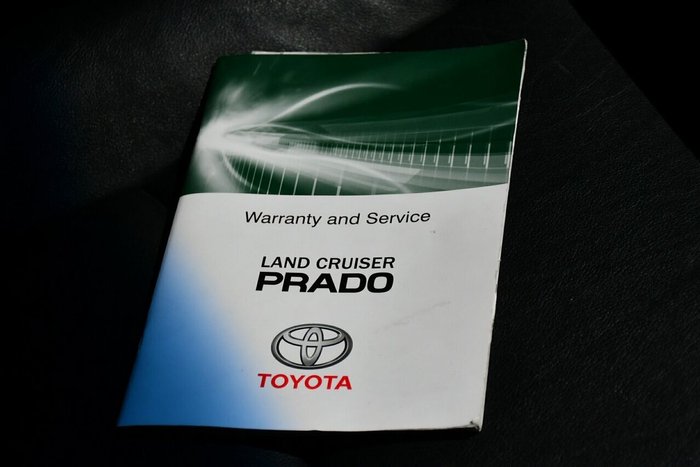 Warranty and Service
LAND CRUISER
PRADO
TOYOTA